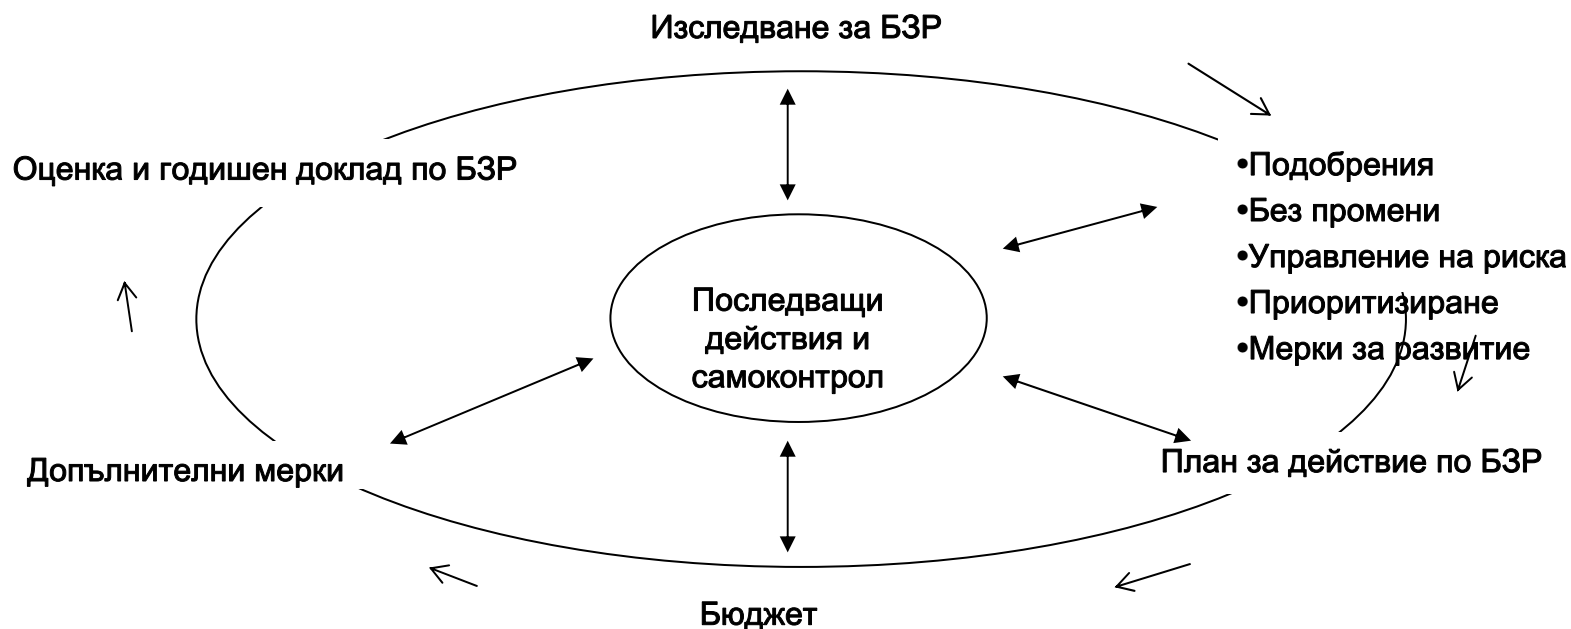 Изследване за БЗР
Оценка и годишен доклад по БЗР
•Подобрения
•Без промени
•Управление на риска
•Приоритизиране
•Мерки за развитие
Последващи
действия и
самоконтрол
Допълнителни мерки
План за действие по БЗР
Бюджет